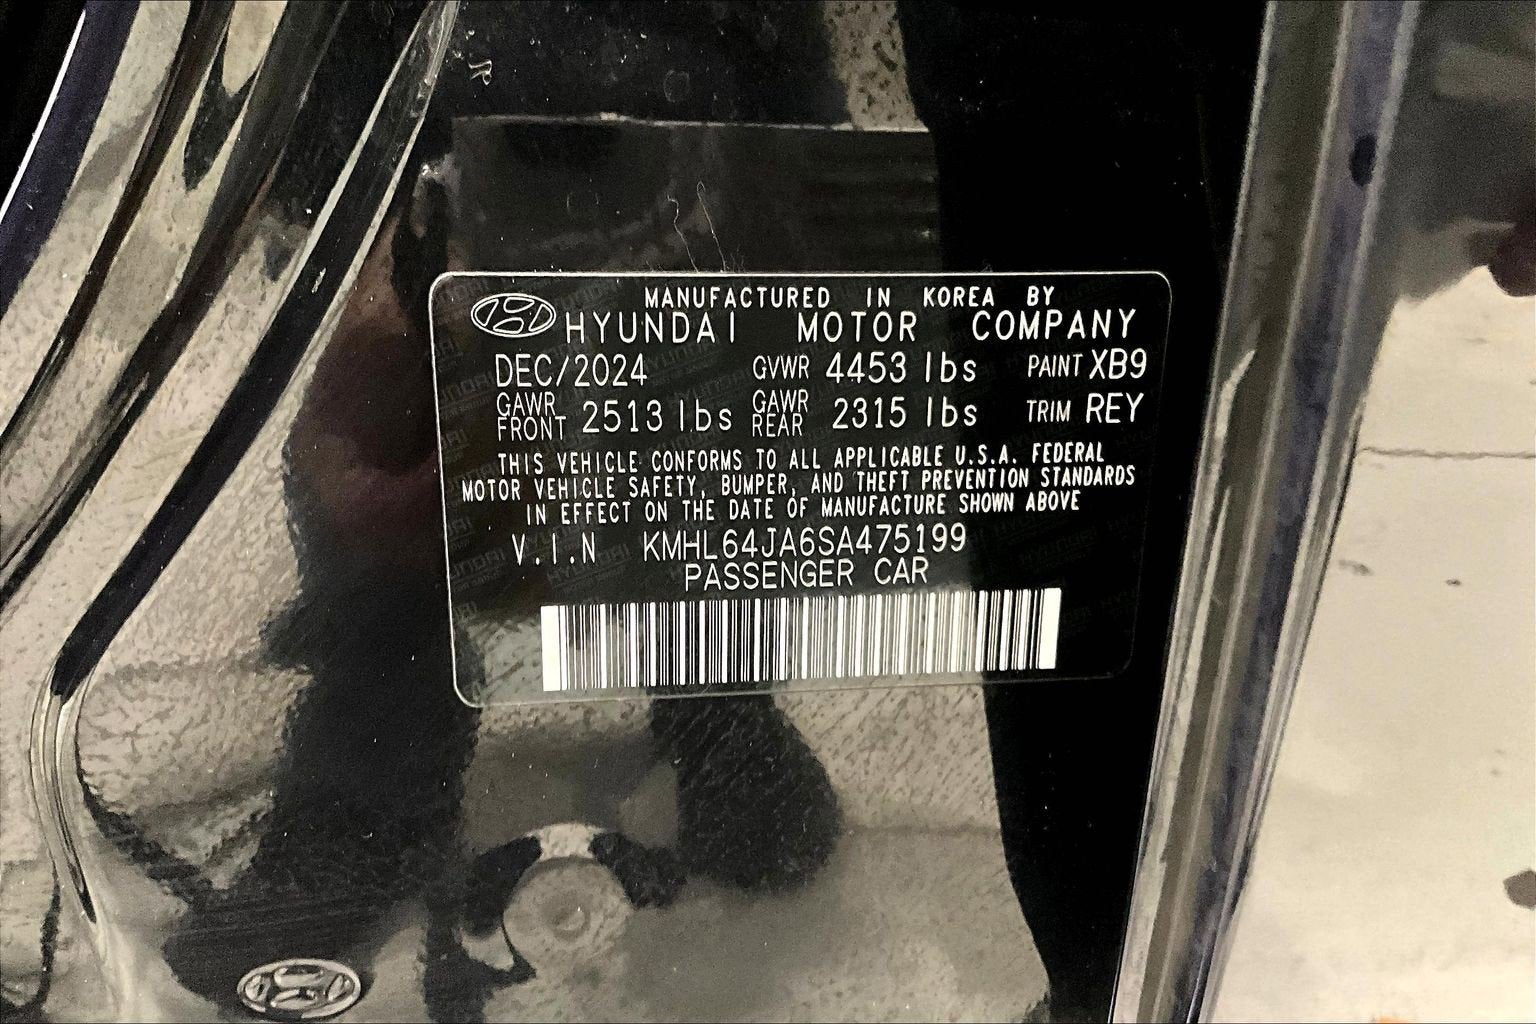 MANUFACTURED IN KOREA BY
HYUNDAI MOTOR COMPANY
DEC/2024 GVWR 4453 lbs PAINT XB9
GAWR FRONT 2513 lbs GAWR REAR 2315 lbs TRIM REY
THIS VEHICLE CONFORMS TO ALL APPLICABLE U.S.A. FEDERAL
MOTOR VEHICLE SAFETY, BUMPER, AND THEFT PREVENTION STANDARDS
IN EFFECT ON THE DATE OF MANUFACTURE SHOWN ABOVE
V.I.N KMHL64JA6SA475199
PASSENGER CAR